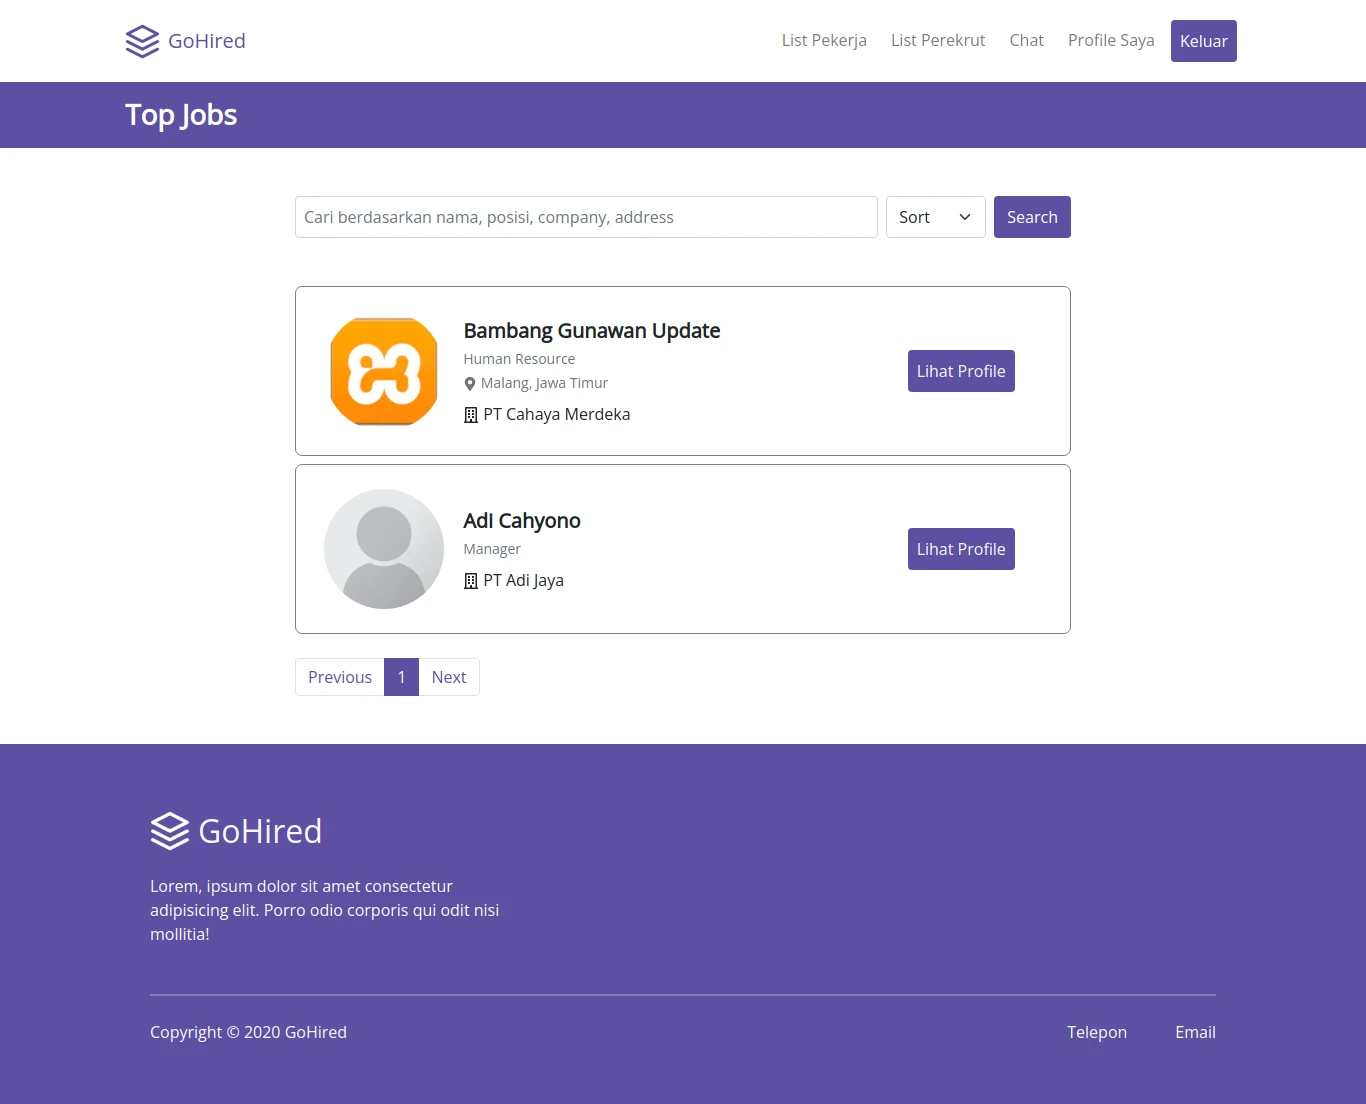 GoHired
List Pekerja
List Perekrut
Chat
Profile Saya
Keluar
Top Jobs
Cari berdasarkan nama, posisi, company, address
Sort
Search
Bambang Gunawan Update
Human Resource
Malang, Jawa Timur
PT Cahaya Merdeka
Lihat Profile
Adi Cahyono
Manager
PT Adi Jaya
Lihat Profile
Previous
1
Next
GoHired
Lorem, ipsum dolor sit amet consectetur
adipisicing elit. Porro odio corporis qui odit nisi
mollitia!
Copyright © 2020 GoHired
Telepon
Email